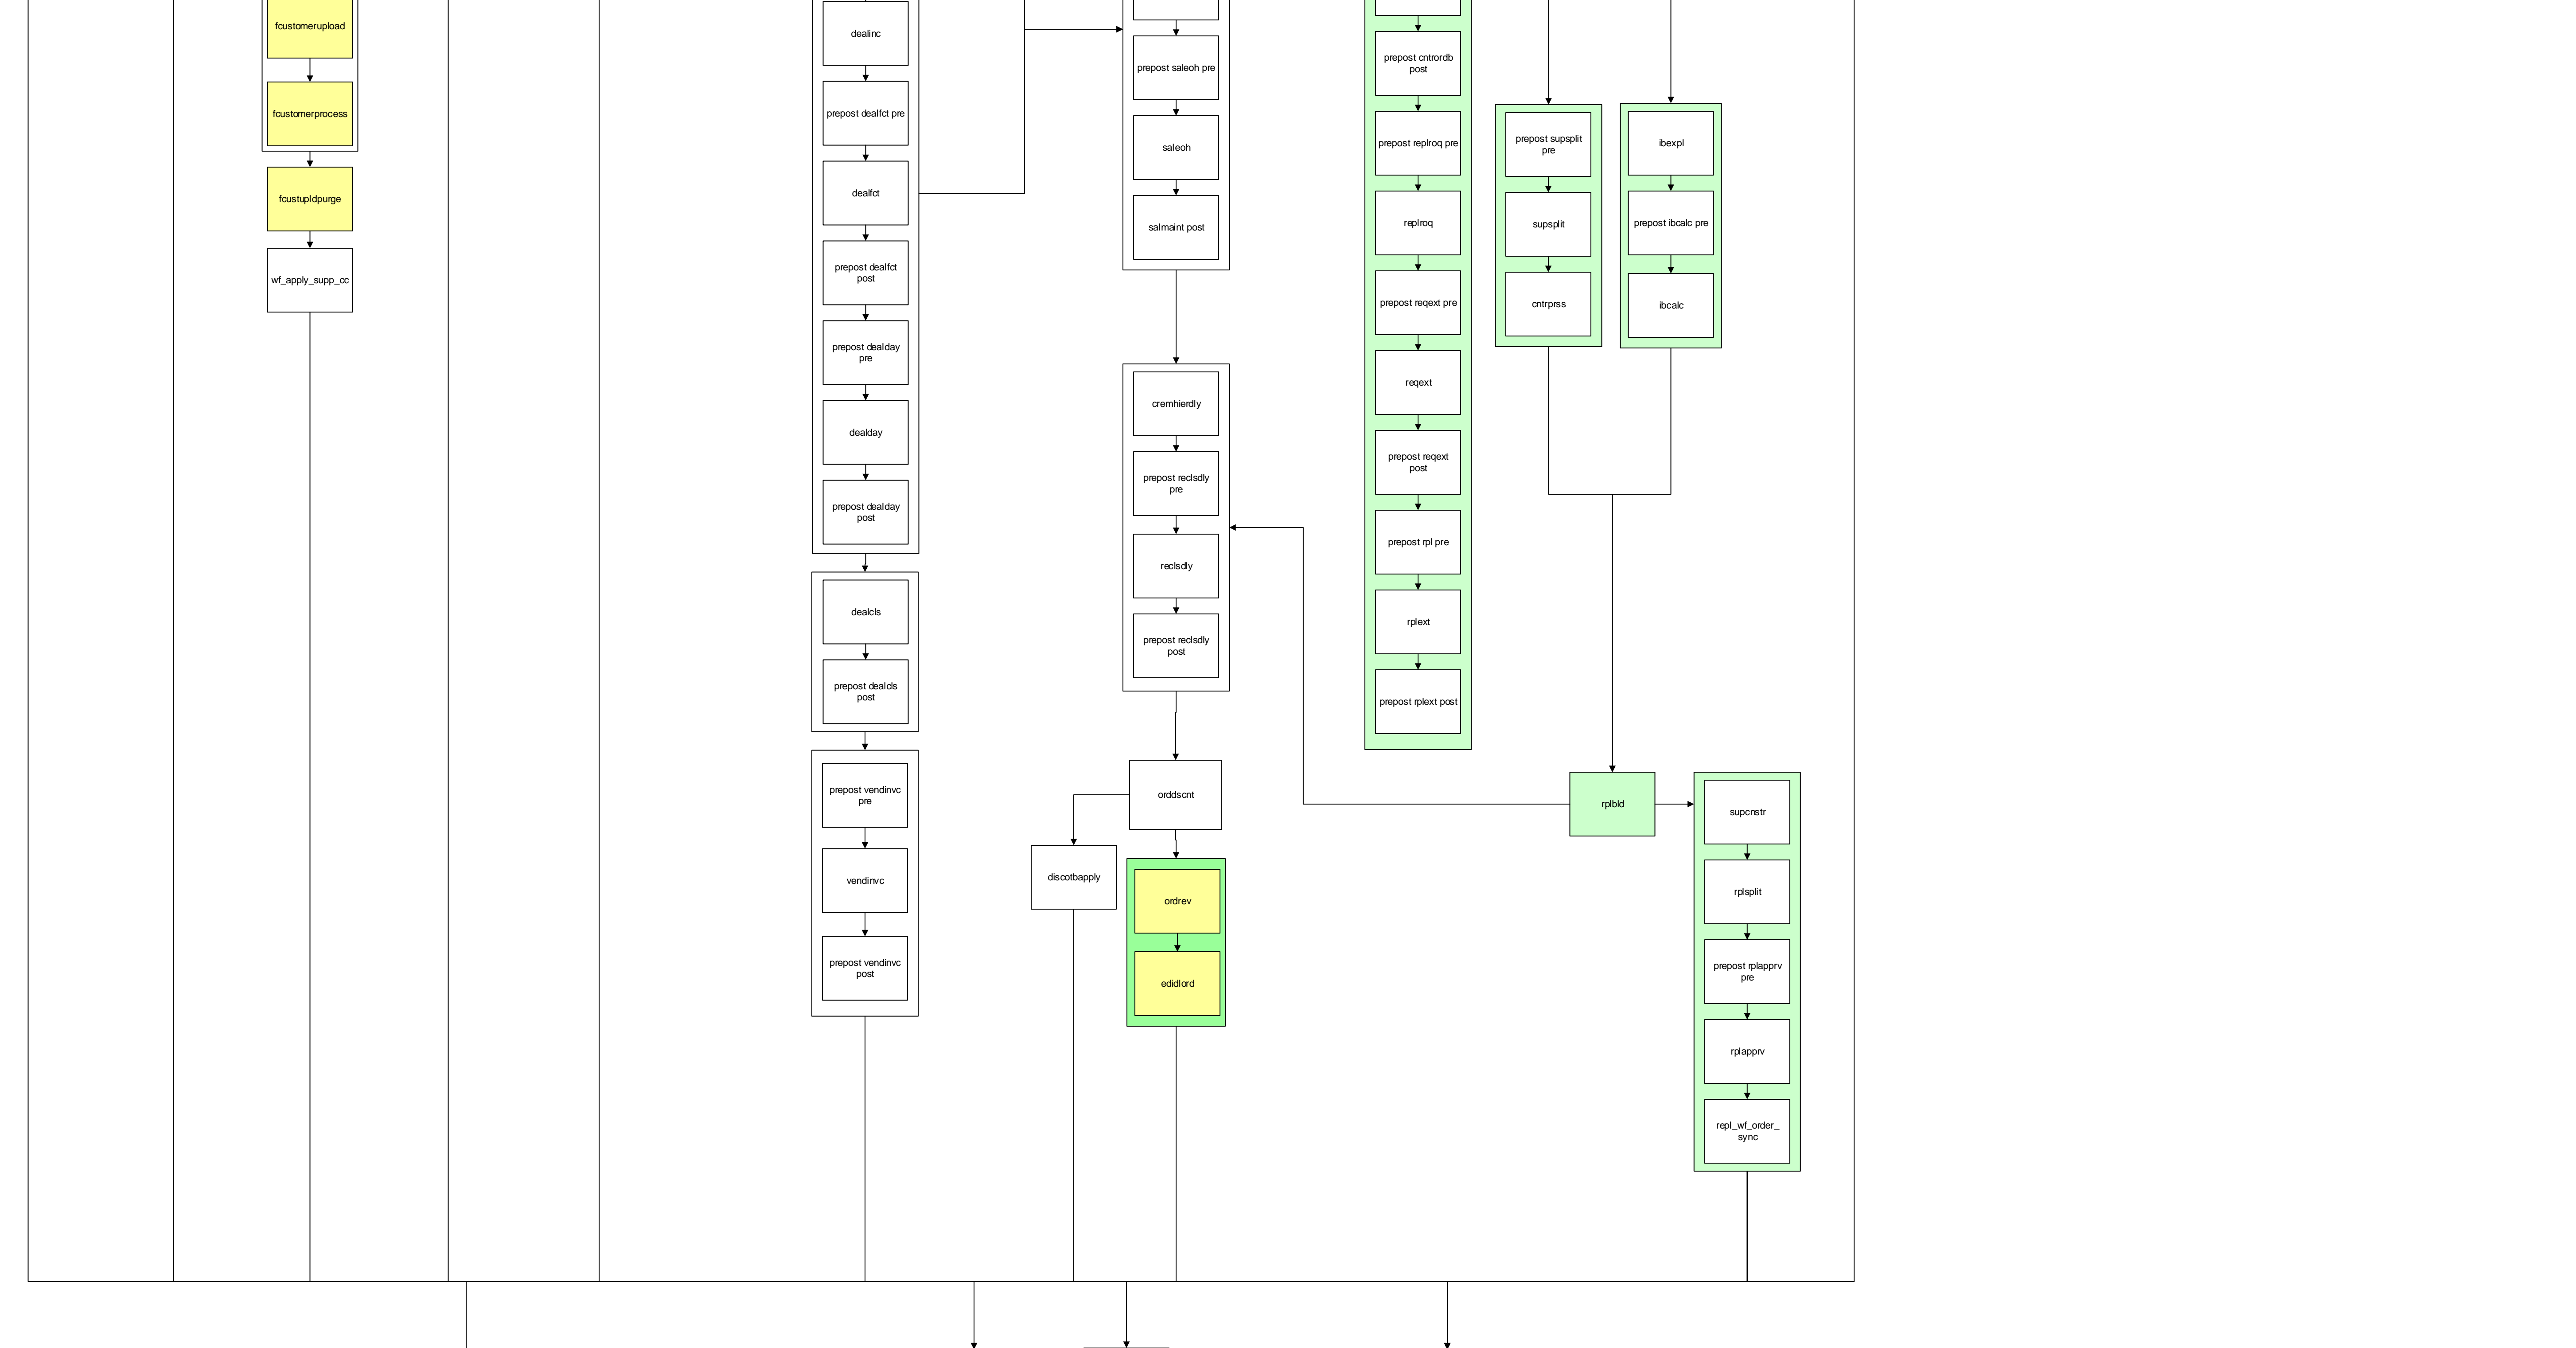 fcustomerupload
fcustomerprocess
fcustupldpurge
wf_apply_supp_cc
dealinc
prepost dealfct pre
dealfct
prepost dealfct
post
prepost dealday
pre
dealday
prepost dealday
post
dealcls
prepost dealcls
post
prepost vendinvc
pre
vendinvc
prepost vendinvc
post
prepost saleoh pre
saleoh
salmaint post
cremhierdly
prepost reclsdly
pre
reclsdly
prepost reclsdly
post
orddscnt
discotbapply
ordrev
edidlord
prepost cntrordb
post
prepost replroq pre
replroq
prepost reqext pre
reqext
prepost reqext
post
prepost rpl pre
rplext
prepost rplext post
prepost supsplit
pre
supsplit
cntrprss
ibexpl
prepost ibcalc pre
ibcalc
rplbld
supcnstr
rplsplit
prepost rplapprv
pre
rplapprv
repl_wf_order_
sync